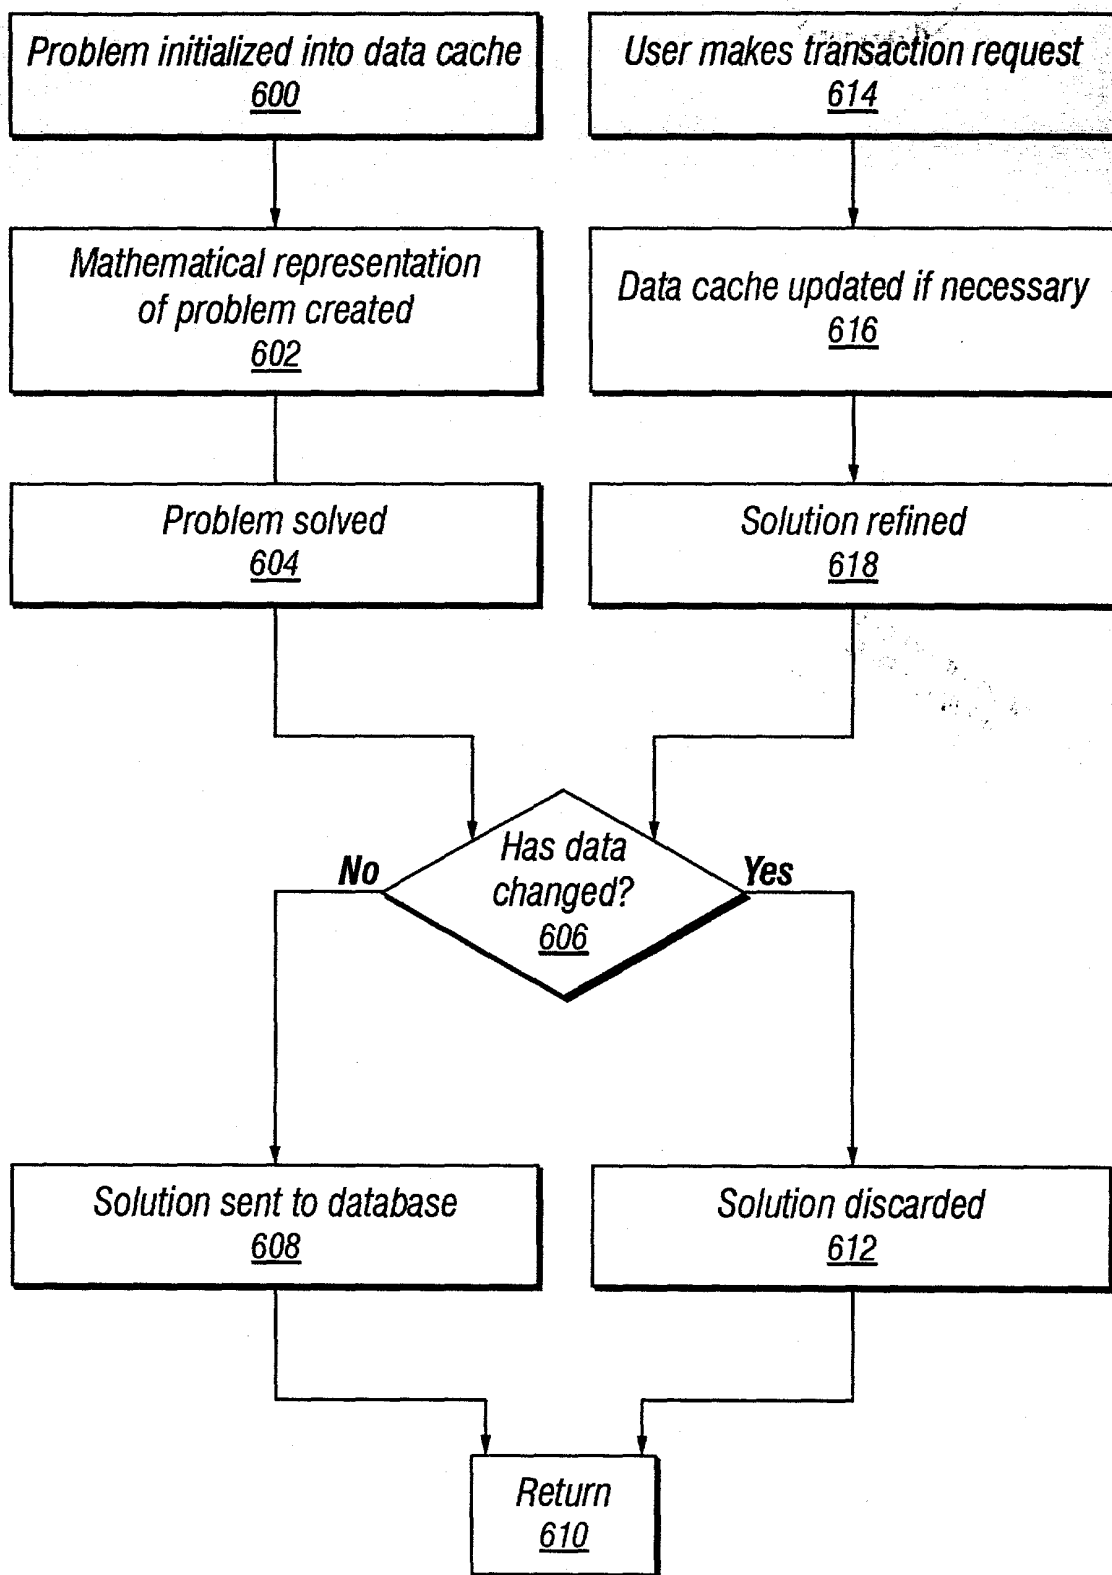 Problem initialized into data cache
600
User makes transaction request
614
Mathematical representation
of problem created
602
Data cache updated if necessary
616
Problem solved
604
Solution refined
618
Has data
changed?
606
No
Yes
Solution sent to database
608
Solution discarded
612
Return
610